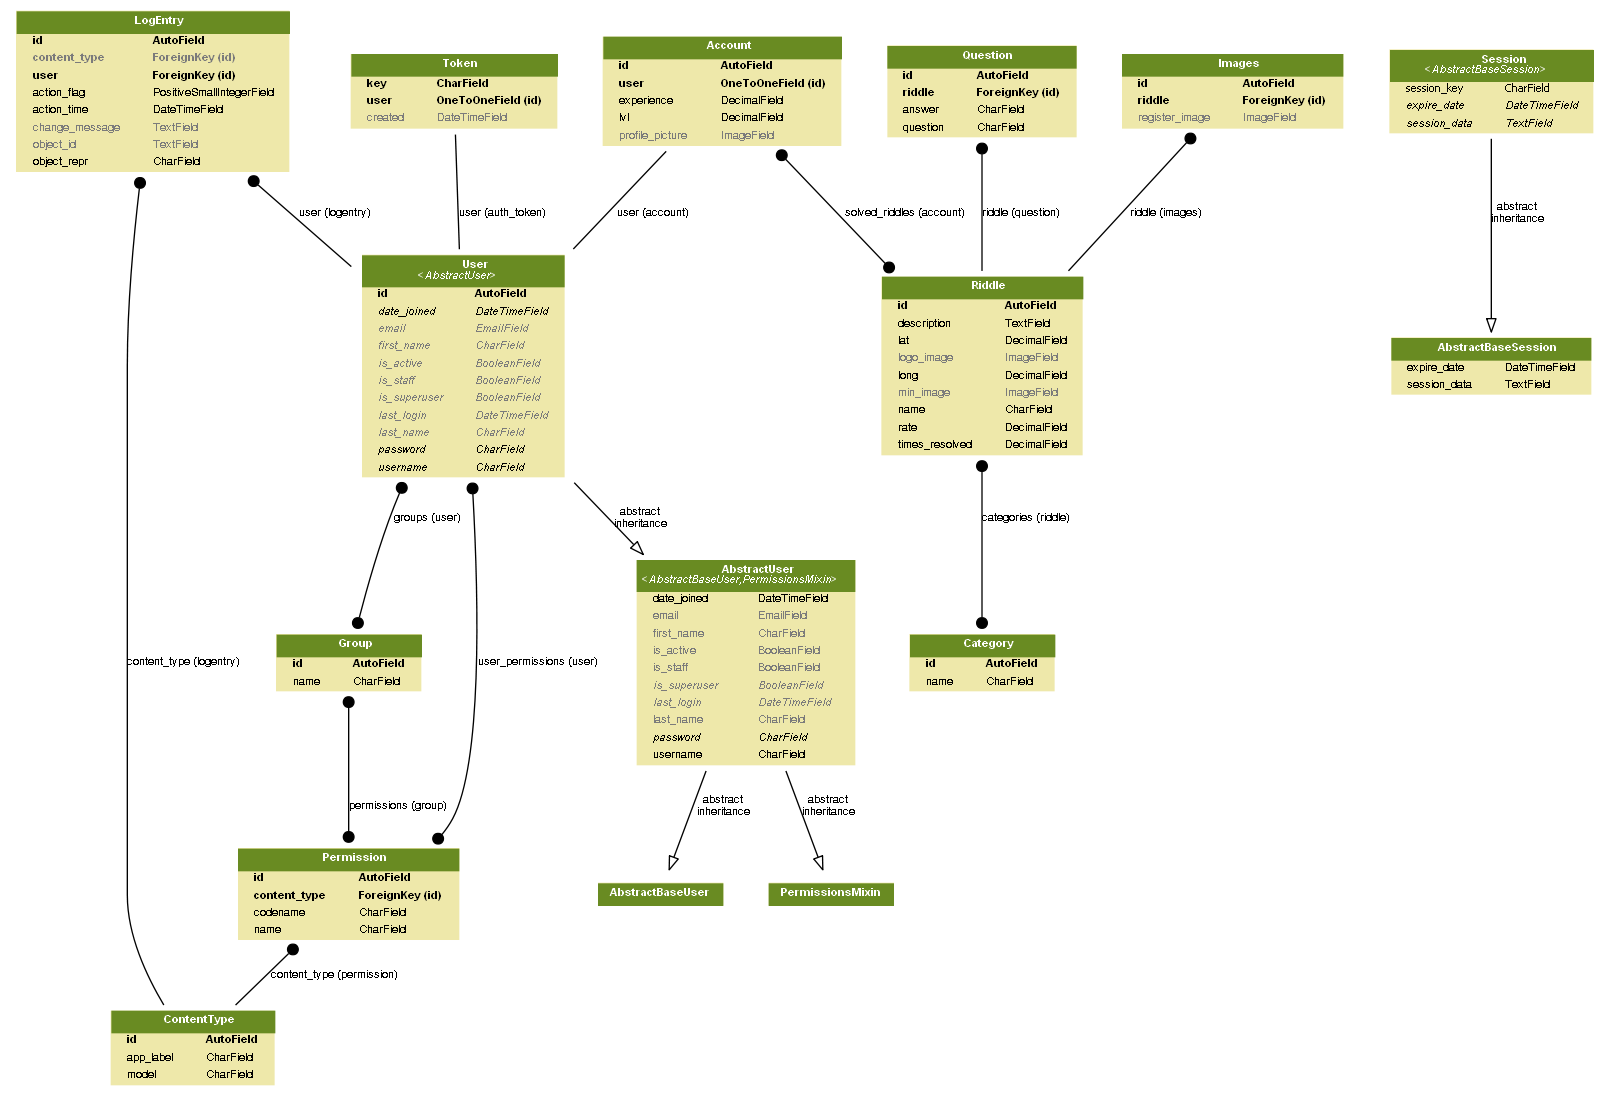 LogEntry
id AutoField
content_type ForeignKey (id)
user ForeignKey (id)
action_flag PositiveSmallIntegerField
action_time DateTimeField
change_message TextField
object_id TextField
object_repr CharField
Token
key CharField
user OneToOneField (id)
created DateTimeField
Account
id AutoField
user OneToOneField (id)
experience DecimalField
lvl DecimalField
profile_picture ImageField
Question
id AutoField
riddle ForeignKey (id)
answer CharField
question CharField
Images
id AutoField
riddle ForeignKey (id)
register_image ImageField
Session
<AbstractBaseSession>
session_key CharField
expire_date DateTimeField
session_data TextField
user (logentry)
user (auth_token)
user (account)
solved_riddles (account)
riddle (question)
riddle (images)
abstract
inheritance
User
<AbstractUser>
id AutoField
date_joined DateTimeField
email EmailField
first_name CharField
is_active BooleanField
is_staff BooleanField
is_superuser BooleanField
last_login DateTimeField
last_name CharField
password CharField
username CharField
Riddle
id AutoField
description TextField
lat DecimalField
logo_image ImageField
long DecimalField
min_image ImageField
name CharField
rate DecimalField
times_resolved DecimalField
AbstractBaseSession
expire_date DateTimeField
session_data TextField
groups (user)
abstract
inheritance
categories (riddle)
AbstractUser
<AbstractBaseUser,PermissionsMixin>
date_joined DateTimeField
email EmailField
first_name CharField
is_active BooleanField
is_staff BooleanField
is_superuser BooleanField
last_login DateTimeField
last_name CharField
password CharField
username CharField
Group
id AutoField
name CharField
Category
id AutoField
name CharField
content_type (logentry)
user_permissions (user)
permissions (group)
abstract
inheritance
abstract
inheritance
Permission
id AutoField
content_type ForeignKey (id)
codename CharField
name CharField
AbstractBaseUser
PermissionsMixin
content_type (permission)
ContentType
id AutoField
app_label CharField
model CharField